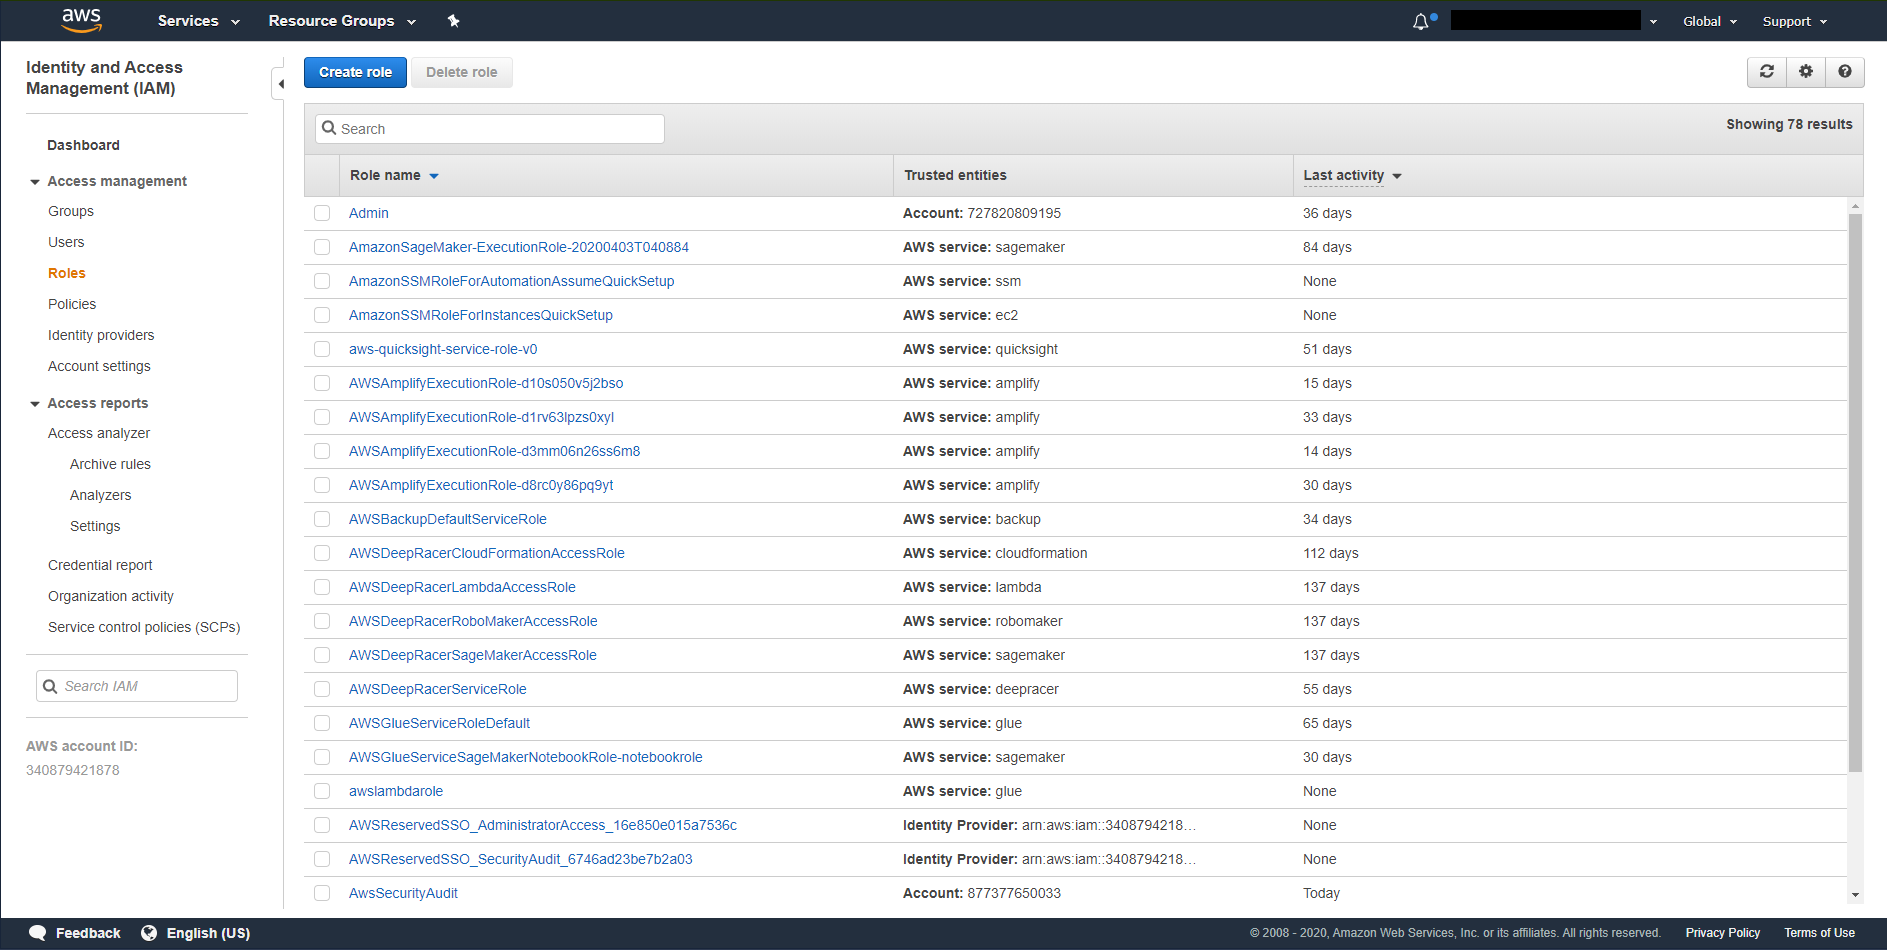 aws
Services
Resource Groups
Global
Support
Identity and Access
Management (IAM)
Dashboard
Access management
Groups
Users
Roles
Policies
Identity providers
Account settings
Access reports
Access analyzer
Archive rules
Analyzers
Settings
Credential report
Organization activity
Service control policies (SCPs)
Search IAM
AWS account ID:
340879421878
Create role Delete role
Search
Showing 78 results
Role name Trusted entities Last activity
Admin Account: 727820809195 36 days
AmazonSageMaker-ExecutionRole-20200403T040884 AWS service: sagemaker 84 days
AmazonSSMRoleForAutomationAssumeQuickSetup AWS service: ssm None
AmazonSSMRoleForInstancesQuickSetup AWS service: ec2 None
aws-quicksight-service-role-v0 AWS service: quicksight 51 days
AWSAmplifyExecutionRole-d10s050v5j2bso AWS service: amplify 15 days
AWSAmplifyExecutionRole-d1rv63lpzs0xyl AWS service: amplify 33 days
AWSAmplifyExecutionRole-d3mm06n26ss6m8 AWS service: amplify 14 days
AWSAmplifyExecutionRole-d8rc0y86pq9yt AWS service: amplify 30 days
AWSBackupDefaultServiceRole AWS service: backup 34 days
AWSDeepRacerCloudFormationAccessRole AWS service: cloudformation 112 days
AWSDeepRacerLambdaAccessRole AWS service: lambda 137 days
AWSDeepRacerRoboMakerAccessRole AWS service: robomaker 137 days
AWSDeepRacerSageMakerAccessRole AWS service: sagemaker 137 days
AWSDeepRacerServiceRole AWS service: deepracer 55 days
AWSGlueServiceRoleDefault AWS service: glue 65 days
AWSGlueServiceSageMakerNotebookRole-notebookrole AWS service: sagemaker 30 days
awslambdarole AWS service: glue None
AWSReservedSSO_AdministratorAccess_16e850e015a7536c Identity Provider: arn:aws:iam::3408794218… None
AWSReservedSSO_SecurityAudit_6746ad23be7b2a03 Identity Provider: arn:aws:iam::3408794218… None
AwsSecurityAudit Account: 877377650033 Today
Feedback
English (US)
© 2008 - 2020, Amazon Web Services, Inc. or its affiliates. All rights reserved.
Privacy Policy
Terms of Use